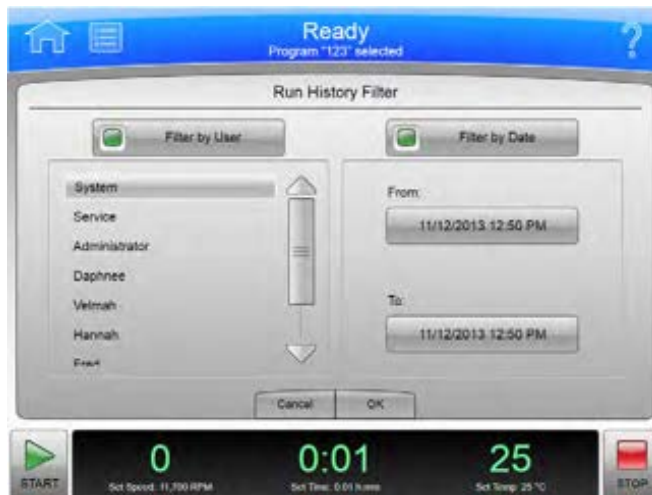 Ready
Program "123" selected
?
Run History Filter
Filter by User
Filter by Date
System
Service
Administrator
Daphnee
Velmah
Hannah
Fred
From:
11/12/2013 12:50 PM
To:
11/12/2013 12:50 PM
Cancel
OK
START
0
Set Speed: 11,700 RPM
0:01
Set Time: 0:01 h:mm
25
Set Temp: 25 °C
STOP